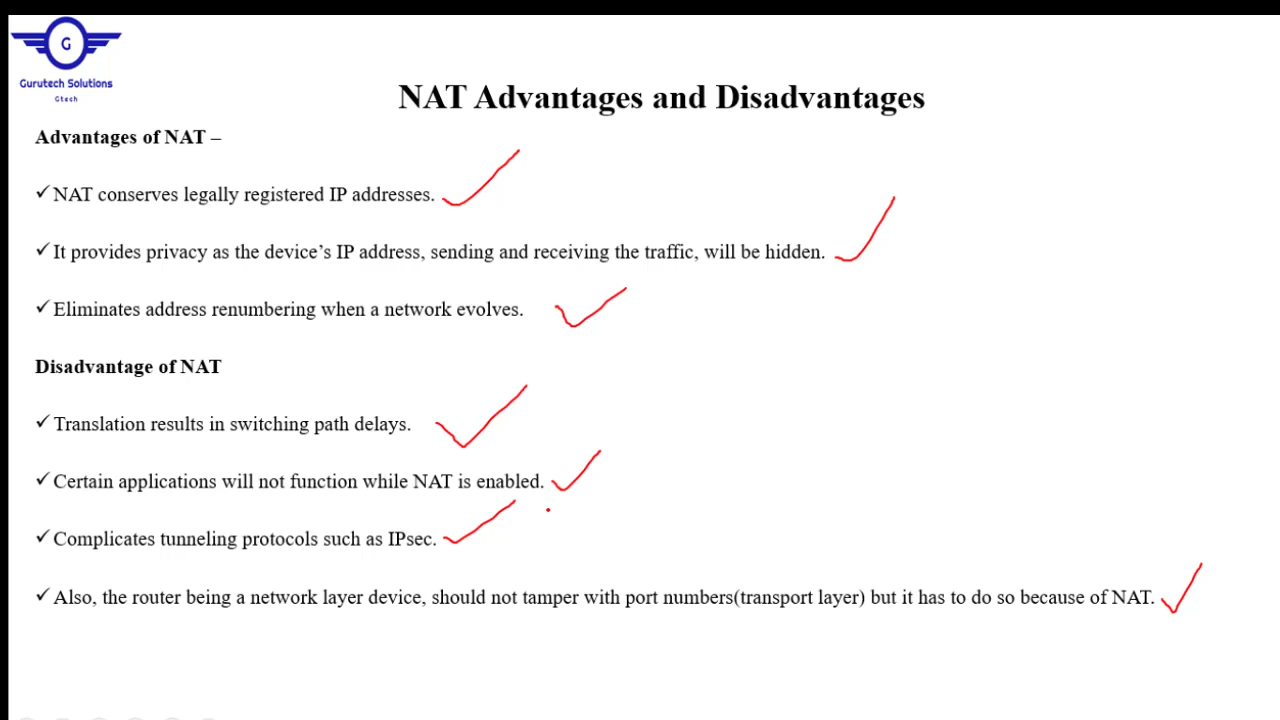 G
Gurutech Solutions
Gtech
NAT Advantages and Disadvantages
Advantages of NAT –
✓NAT conserves legally registered IP addresses.
✓It provides privacy as the device’s IP address, sending and receiving the traffic, will be hidden.
✓Eliminates address renumbering when a network evolves.
Disadvantage of NAT
✓Translation results in switching path delays.
✓Certain applications will not function while NAT is enabled.
✓Complicates tunneling protocols such as IPsec.
✓Also, the router being a network layer device, should not tamper with port numbers(transport layer) but it has to do so because of NAT.